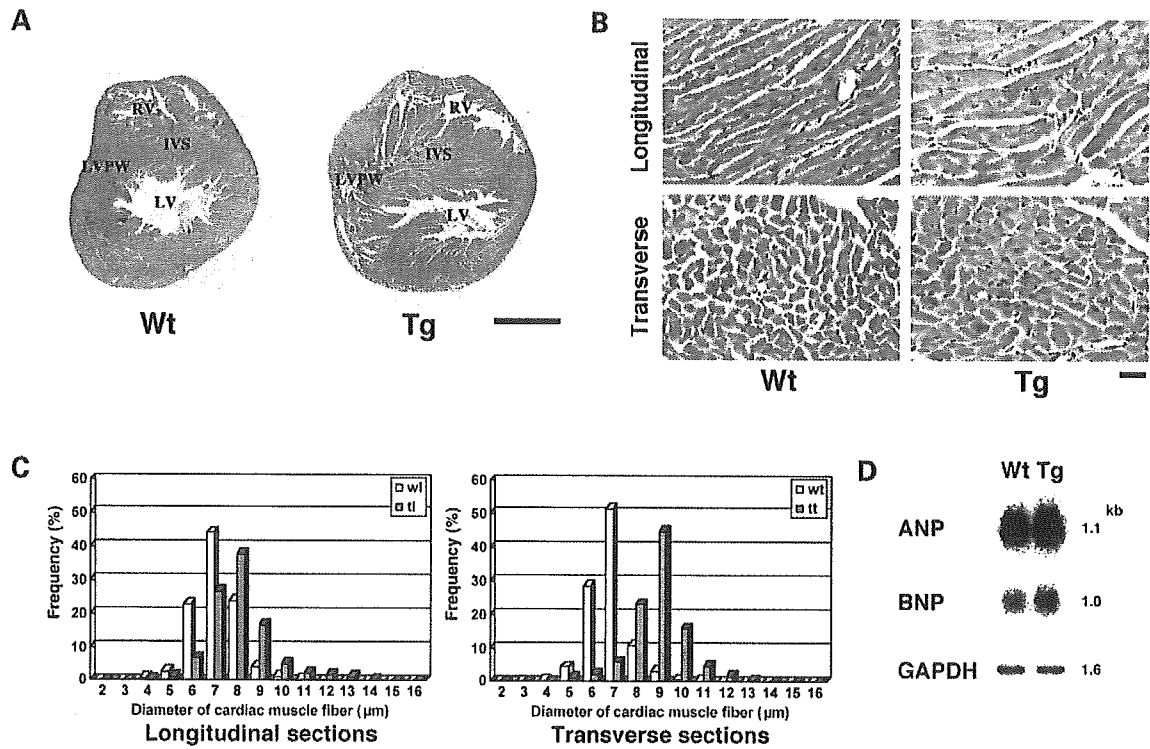 A
RV
IVS
LVPW
LV
Wt
RV
IVS
LVPW
LV
Tg
B
Longitudinal
Transverse
Wt
Tg
C
Frequency (%)
60
50
40
30
20
10
0
wl
tl
2 3 4 5 6 7 8 9 10 11 12 13 14 15 16
Diameter of cardiac muscle fiber (μm)
Longitudinal sections
Frequency (%)
60
50
40
30
20
10
0
wt
tt
2 3 4 5 6 7 8 9 10 11 12 13 14 15 16
Diameter of cardiac muscle fiber (μm)
Transverse sections
D
Wt Tg
kb
ANP 1.1
BNP 1.0
GAPDH 1.6